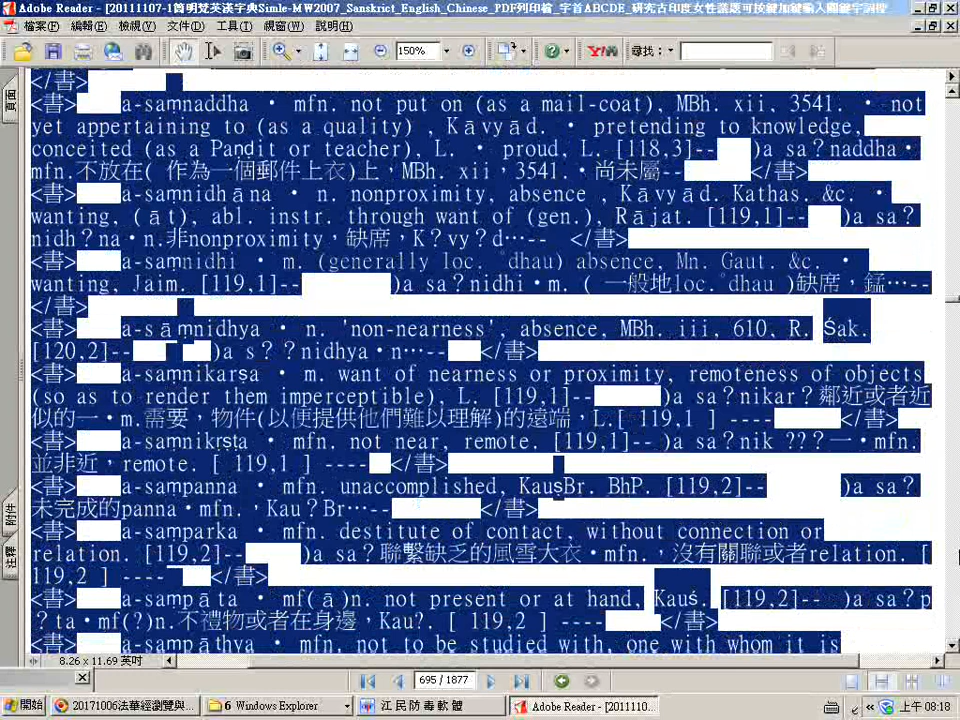 Adobe Reader - [20111107-1簡明梵英漢字典Simle-MW2007_Sanskrict_English_Chinese_PDF列印檔_字首ABCDE_研究古印度女性議題可按鍵加鍵輸入關鍵字詞搜
檔案(F) 編輯(E) 檢視(V) 文件(D) 工具(T) 視窗(W) 說明(H)
150% 尋找：
頁面
附件
注釋
</書>
<書> a-saṃnaddha • mfn. not put on (as a mail-coat), MBh. xii, 3541. • not
yet appertaining to (as a quality) , Kāvyād. • pretending to knowledge,
conceited (as a Pandit or teacher), L. • proud, L. [118,3]-- )a sa?naddha•
mfn.不放在( 作為一個郵件上衣)上，MBh. xii，3541.•尚未屬-- </書>
<書> a-saṃnidhāna • n. nonproximity, absence , Kāvyād. Kathas. &c. •
wanting, (āt), abl. instr. through want of (gen.), Rājat. [119,1]-- )a sa?
nidh?na•n.非nonproximity，缺席，K?vy?d…-- </書>
<書> a-saṃnidhi • m. (generally loc. °dhau) absence, Mn. Gaut. &c. •
wanting, Jaim. [119,1]-- )a sa?nidhi•m. ( 一般地loc.°dhau )缺席，錳…--
</書>
<書> a-sāṃnidhya • n. 'non-nearness', absence, MBh. iii, 610, R. Śak.
[120,2]-- )a s??nidhya•n…-- </書>
<書> a-saṃnikarṣa • m. want of nearness or proximity, remoteness of objects
(so as to render them imperceptible), L. [119,1]-- )a sa?nikar?鄰近或者近
似的一•m.需要，物件(以便提供他們難以理解)的遠端，L.[ 119,1 ] ---- </書>
<書> a-saṃnikṛṣṭa • mfn. not near, remote. [119,1]-- )a sa?nik ???一•mfn.
並非近，remote. [ 119,1 ] ---- </書>
<書> a-saṃpanna • mfn. unaccomplished, KauṣBr. BhP. [119,2]-- )a sa?
未完成的panna•mfn.，Kau?Br…-- </書>
<書> a-saṃparka • mfn. destitute of contact, without connection or
relation. [119,2]-- )a sa?聯繫缺乏的風雪大衣•mfn.，沒有關聯或者relation. [
119,2 ] ---- </書>
<書> a-saṃpāta • mf(ā)n. not present or at hand, Kauś. [119,2]-- )a sa?p
?ta•mf(?)n.不禮物或者在身邊，Kau?. [ 119,2 ] ---- </書>
<書> a-saṃpāṭhya • mfn. not to be studied with, one with whom it is
8.26 x 11.69 英吋
695 / 1877
開始 20171006法華經瀏覽與... 6 Windows Explorer 江民防毒軟體 Adobe Reader - [2011110... 上午 08:18